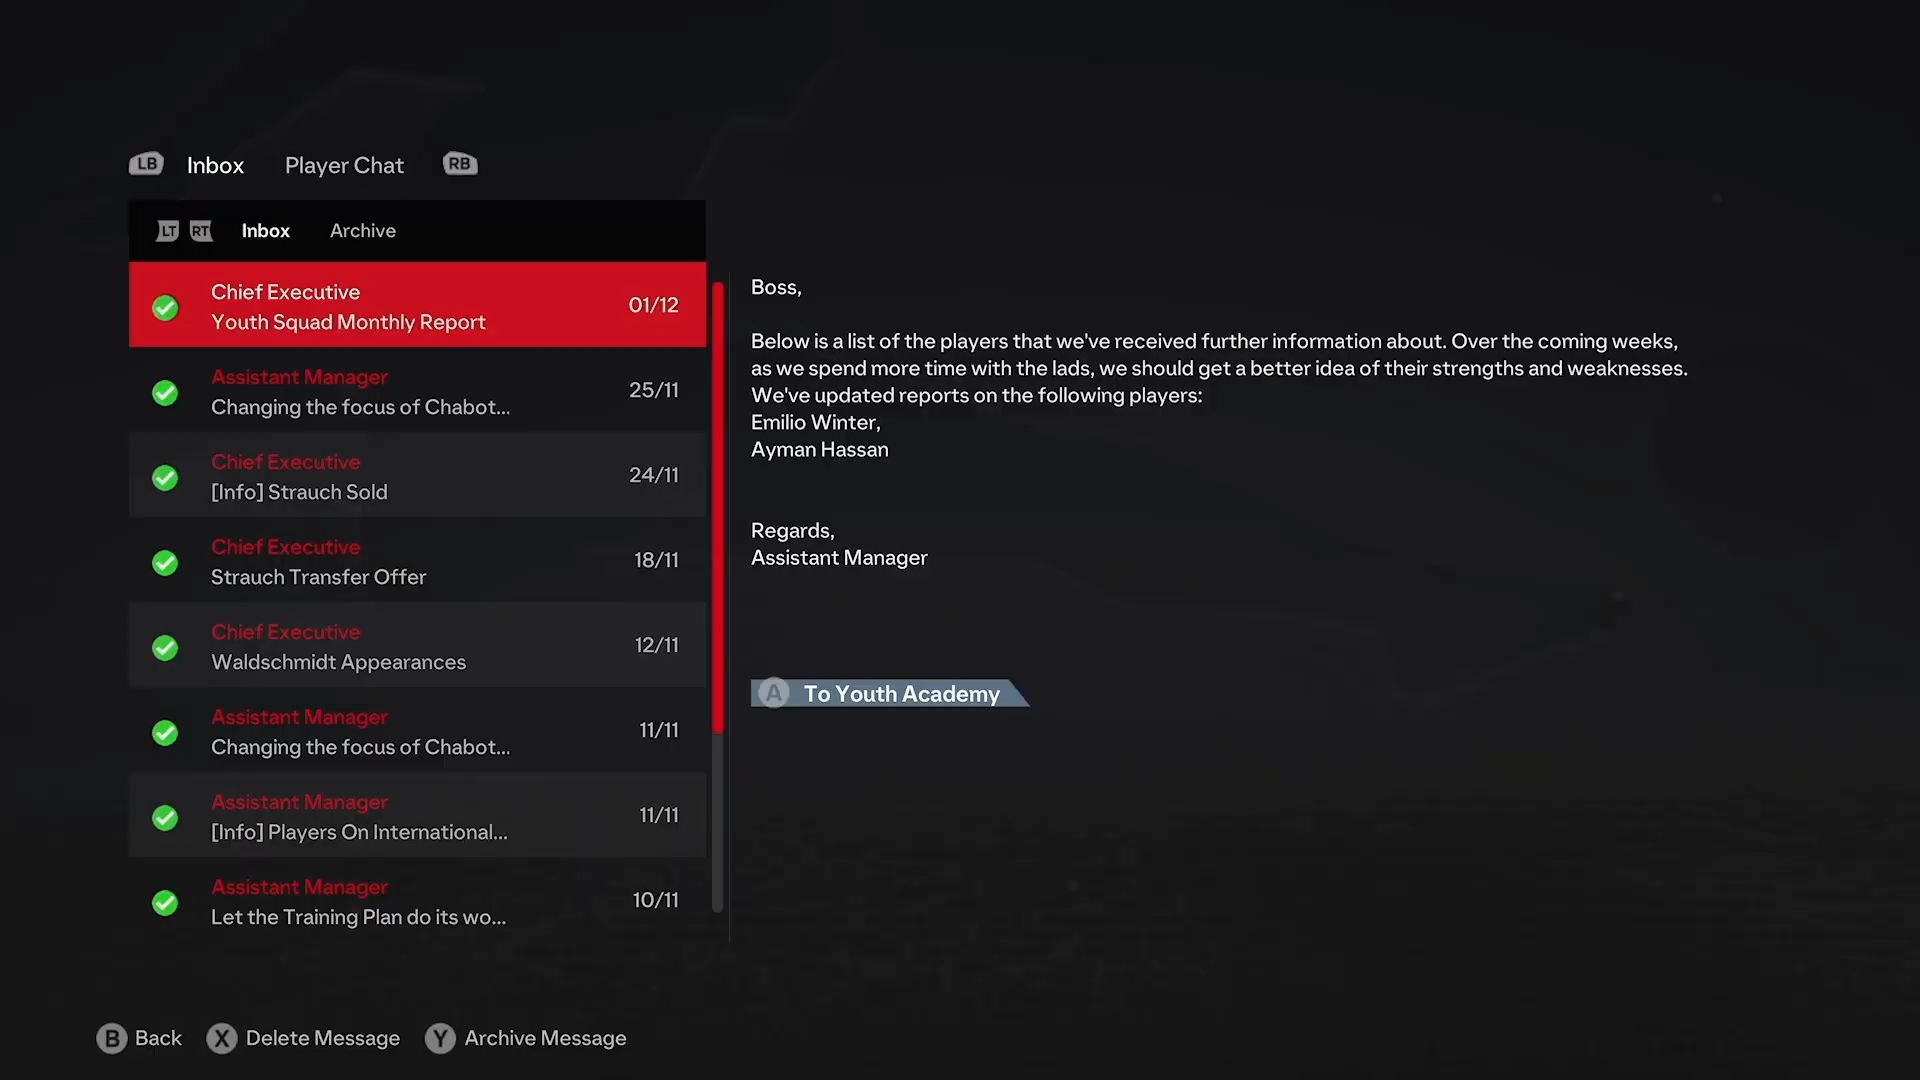 LB Inbox Player Chat RB
LT RT Inbox Archive
Chief Executive
Youth Squad Monthly Report
01/12
Assistant Manager
Changing the focus of Chabot...
25/11
Chief Executive
[Info] Strauch Sold
24/11
Chief Executive
Strauch Transfer Offer
18/11
Chief Executive
Waldschmidt Appearances
12/11
Assistant Manager
Changing the focus of Chabot...
11/11
Assistant Manager
[Info] Players On International...
11/11
Assistant Manager
Let the Training Plan do its wo...
10/11
Boss,
Below is a list of the players that we've received further information about. Over the coming weeks,
as we spend more time with the lads, we should get a better idea of their strengths and weaknesses.
We've updated reports on the following players:
Emilio Winter,
Ayman Hassan
Regards,
Assistant Manager
A To Youth Academy
B Back X Delete Message Y Archive Message